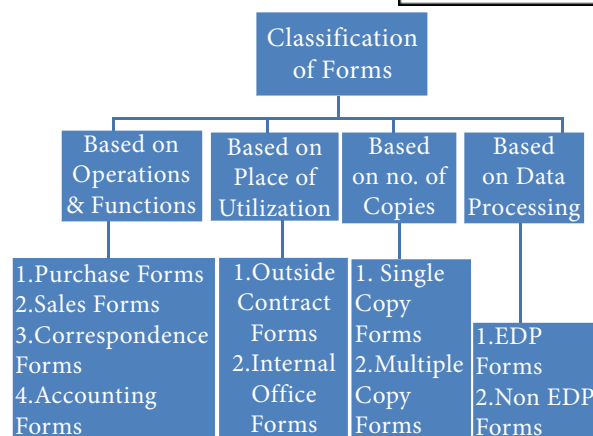 Classification
of Forms
Based on
Operations
& Functions
Based on
Place of
Utilization
Based
on no. of
Copies
Based
on Data
Processing
1.Purchase Forms
2.Sales Forms
3.Correspondence
Forms
4.Accounting
Forms
1.Outside
Contract
Forms
2.Internal
Office
Forms
1. Single
Copy
Forms
2.Multiple
Copy
Forms
1.EDP
Forms
2.Non EDP
Forms